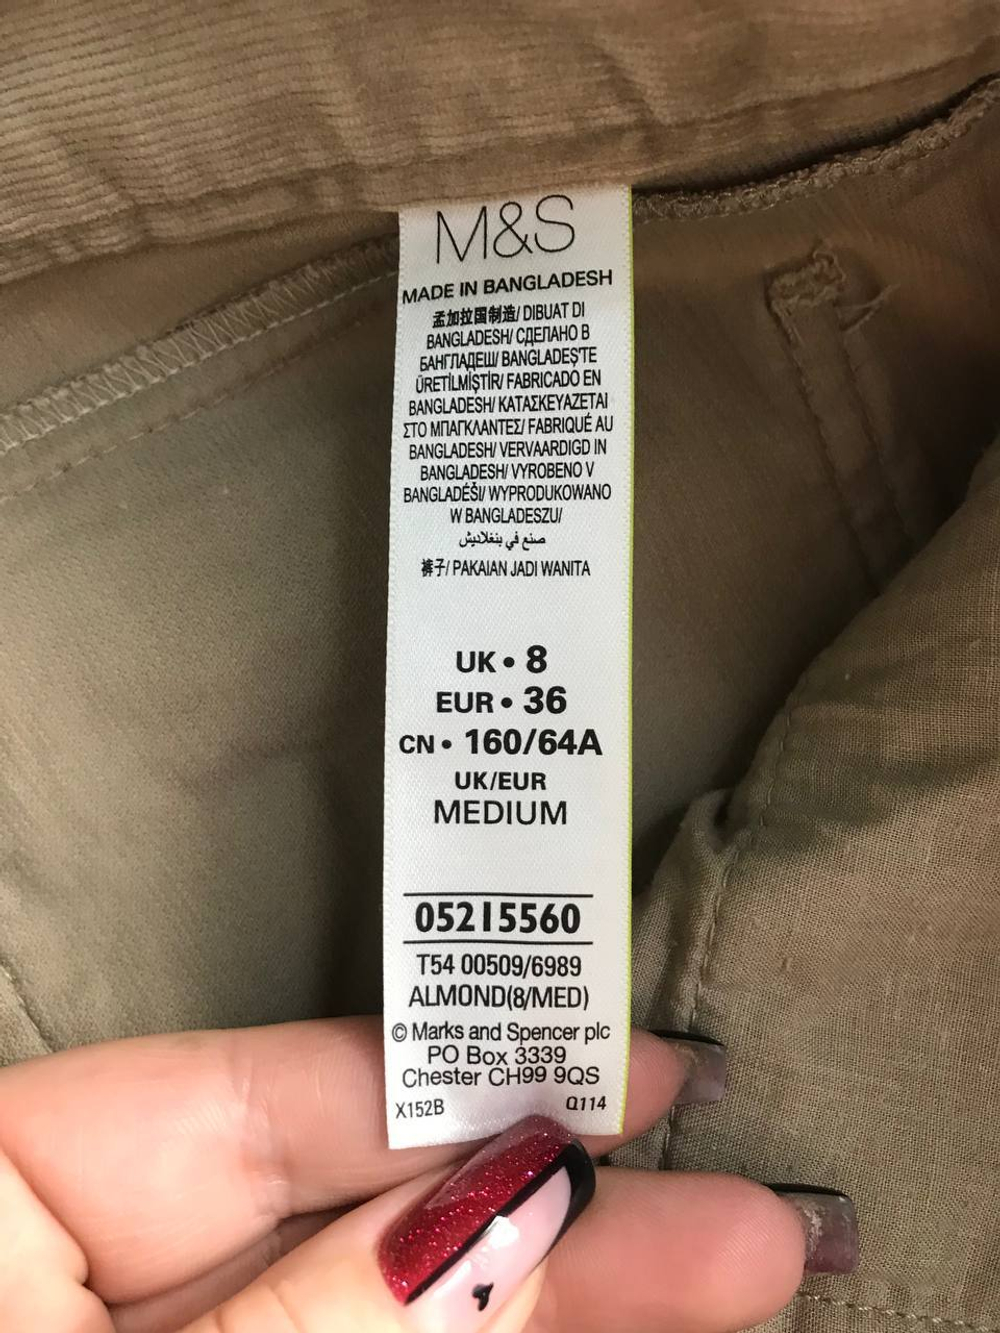 M&S
MADE IN BANGLADESH
孟加拉国制造/ DIBUAT DI
BANGLADESH/ СДЕЛАНО В
БАНГЛАДЕШ/ BANGLADEŞ'TE
ÜRETİLMİŞTİR/ FABRICADO EN
BANGLADESH/ ΚΑΤΑΣΚΕΥΑΖΕΤΑΙ
ΣΤΟ ΜΠΑΓΚΛΑΝΤΕΣ/ FABRIQUÉ AU
BANGLADESH/ VERVAARDIGD IN
BANGLADESH/ VYROBENO V
BANGLADÉŠI/ WYPRODUKOWANO
W BANGLADESZU/
صنع في بنغلاديش
裤子/ PAKAIAN JADI WANITA
UK • 8
EUR • 36
CN • 160/64A
UK/EUR
MEDIUM
05215560
T54 00509/6989
ALMOND(8/MED)
© Marks and Spencer plc
PO Box 3339
Chester CH99 9QS
X152B Q114